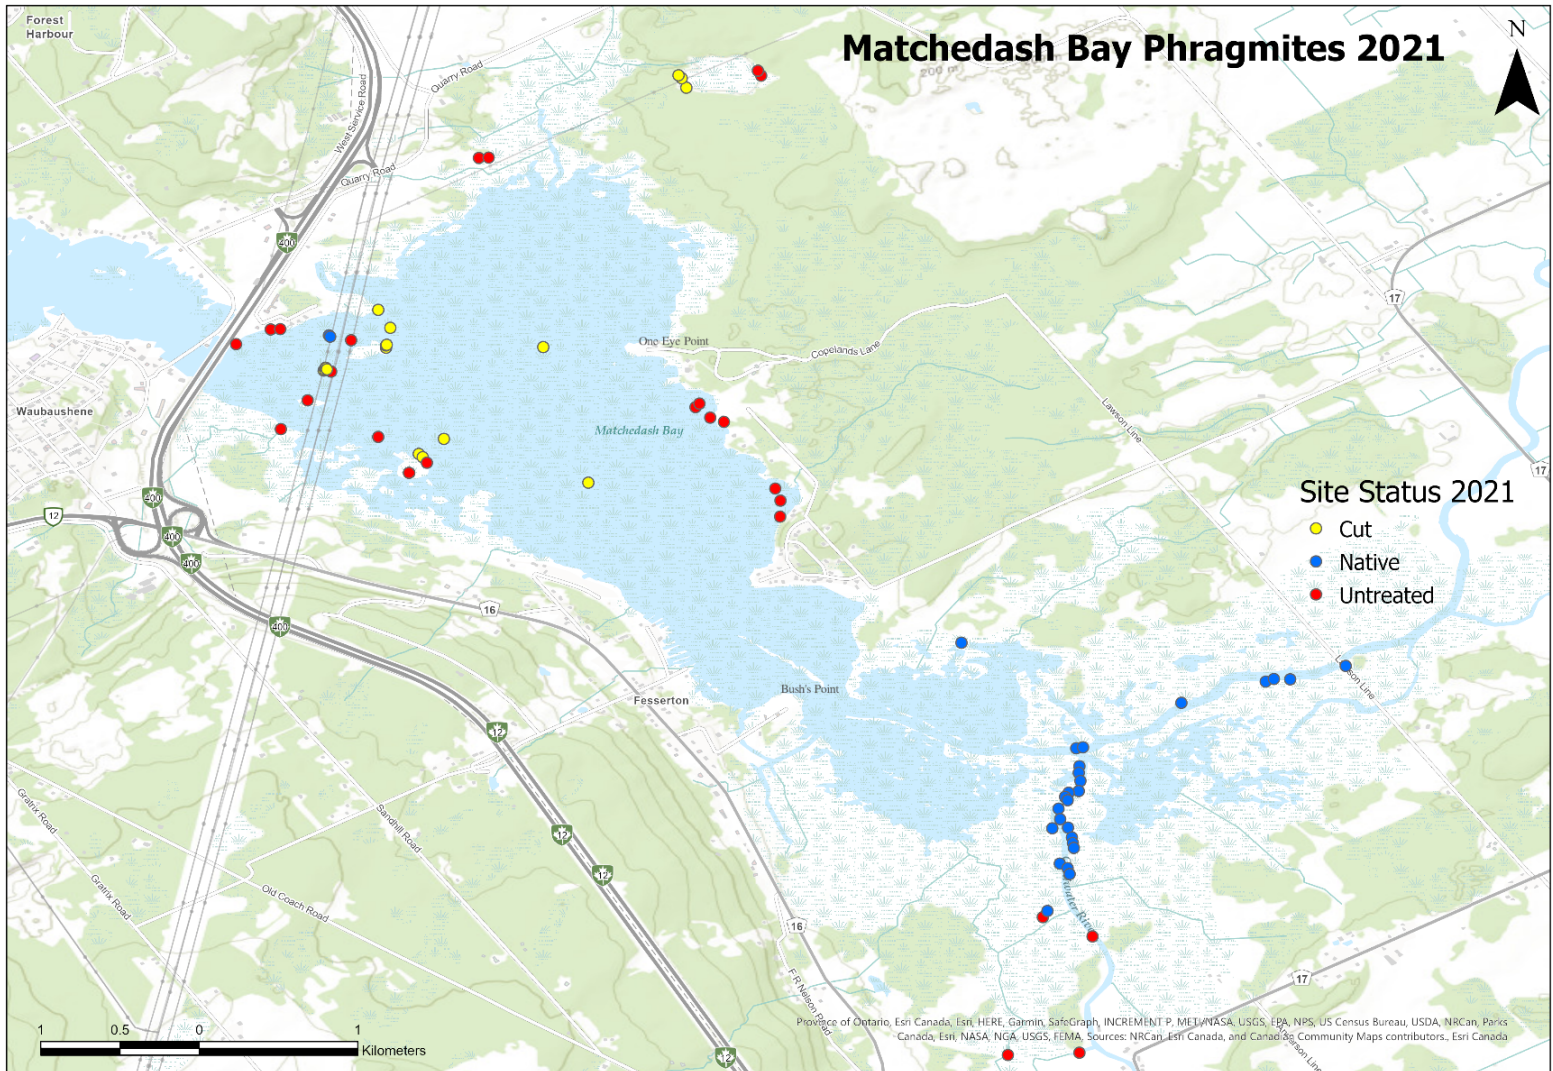 Matchedash Bay Phragmites 2021
N
Forest
Harbour
Quarry Road
West Service Road
200 m
Quarry Road
400
17
One Eye Point
Copelands Lane
Waubaushene
Lawson Line
Matchedash Bay
17
400
12
400
400
Site Status 2021
Cut
Native
Untreated
16
400
Fesserton
Bush's Point
Lawson Line
12
Gratrix Road
Sandhill Road
12
12
Gratrix Road
Old Coach Road
16
River
17
F R Nelson Road
1 0.5 0 1
Kilometers
12
Province of Ontario, Esri Canada, Esri, HERE, Garmin, SafeGraph, INCREMENT P, METI/NASA, USGS, EPA, NPS, US Census Bureau, USDA, NRCan, Parks
Canada, Esri, NASA, NGA, USGS, FEMA, Sources: NRCan, Esri Canada, and Canadian Community Maps contributors., Esri Canada
Line